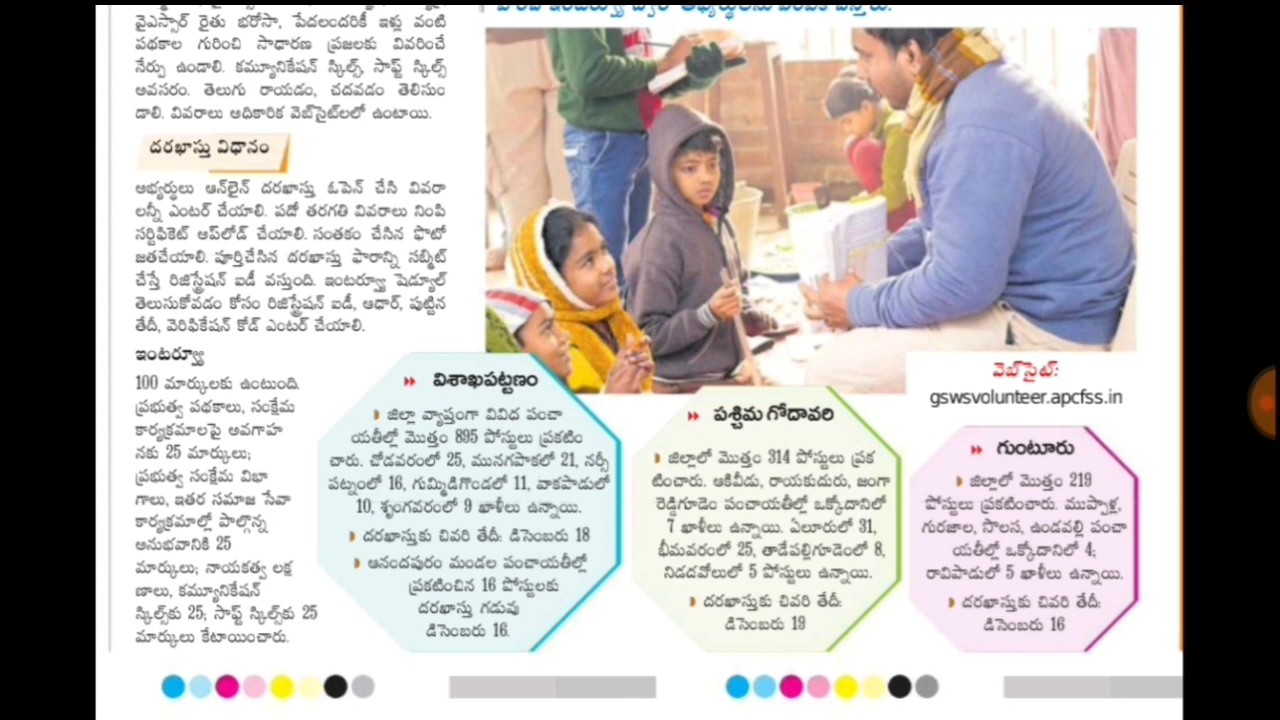 వైఎస్సార్ రైతు భరోసా, పేదలందరికీ ఇళ్లు వంటి
పథకాల గురించి సాధారణ ప్రజలకు వివరించే
నేర్పు ఉండాలి. కమ్యూనికేషన్ స్కిల్స్, సాఫ్ట్ స్కిల్స్
అవసరం. తెలుగు రాయడం, చదవడం తెలిసుం
డాలి. వివరాలు అధికారిక వెబ్‌సైట్‌లలో ఉంటాయి.
దరఖాస్తు విధానం
అభ్యర్థులు ఆన్‌లైన్ దరఖాస్తు ఓపెన్ చేసి వివరా
లన్నీ ఎంటర్ చేయాలి. పదో తరగతి వివరాలు నింపి
సర్టిఫికెట్ అప్‌లోడ్ చేయాలి. సంతకం చేసిన ఫొటో
జతచేయాలి. పూర్తిచేసిన దరఖాస్తు ఫారాన్ని సబ్మిట్
చేస్తే రిజిస్ట్రేషన్ ఐడీ వస్తుంది. ఇంటర్వ్యూ షెడ్యూల్
తెలుసుకోవడం కోసం రిజిస్ట్రేషన్ ఐడీ, ఆధార్, పుట్టిన
తేదీ, వెరిఫికేషన్ కోడ్ ఎంటర్ చేయాలి.
ఇంటర్వ్యూ
100 మార్కులకు ఉంటుంది.
ప్రభుత్వ పథకాలు, సంక్షేమ
కార్యక్రమాలపై అవగాహ
నకు 25 మార్కులు;
ప్రభుత్వ సంక్షేమ విభా
గాలు, ఇతర సమాజ సేవా
కార్యక్రమాల్లో పాల్గొన్న
అనుభవానికి 25
మార్కులు; నాయకత్వ లక్ష
ణాలు, కమ్యూనికేషన్
స్కిల్స్‌కు 25; సాఫ్ట్ స్కిల్స్‌కు 25
మార్కులు కేటాయించారు.
విశాఖపట్టణం
జిల్లా వ్యాప్తంగా వివిద పంచా
యతీల్లో మొత్తం 895 పోస్టులు ప్రకటిం
చారు. చోడవరంలో 25, మునగపాకలో 21, నర్సీ
పట్నంలో 16, గుమ్మిడిగొండలో 11, వాకపాడులో
10, శృంగవరంలో 9 ఖాళీలు ఉన్నాయి.
దరఖాస్తుకు చివరి తేదీ: డిసెంబరు 18
ఆనందపురం మండల పంచాయతీల్లో
ప్రకటించిన 16 పోస్టులకు
దరఖాస్తు గడువు
డిసెంబరు 16.
పశ్చిమ గోదావరి
జిల్లాలో మొత్తం 314 పోస్టులు ప్రక
టించారు. ఆకివీడు, రాయకుదురు, జంగా
రెడ్డిగూడెం పంచాయతీల్లో ఒక్కోదానిలో
7 ఖాళీలు ఉన్నాయి. ఏలూరులో 31,
భీమవరంలో 25, తాడేపల్లిగూడెంలో 8,
నిడదవోలులో 5 పోస్టులు ఉన్నాయి.
దరఖాస్తుకు చివరి తేదీ:
డిసెంబరు 19
వెబ్‌సైట్:
gswsvolunteer.apcfss.in
గుంటూరు
జిల్లాలో మొత్తం 219
పోస్టులు ప్రకటించారు. ముప్పాళ్ల,
గురజాల, సొలస, ఉండవల్లి పంచా
యతీల్లో ఒక్కోదానిలో 4;
రావిపాడులో 5 ఖాళీలు ఉన్నాయి.
దరఖాస్తుకు చివరి తేదీ:
డిసెంబరు 16